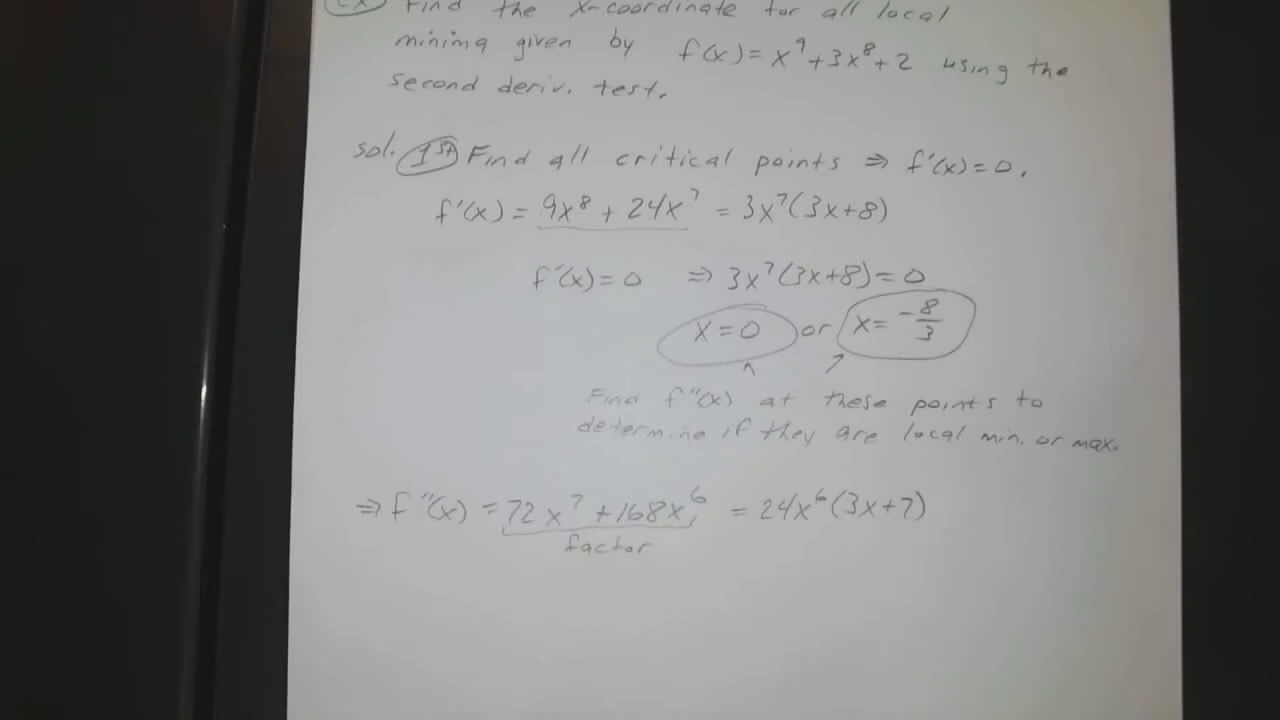 Ex Find the x-coordinate for all local
minima given by f(x) = x⁹ + 3x⁸ + 2 using the
second deriv. test.
sol. 1st Find all critical points ⇒ f'(x) = 0.
f'(x) = 9x⁸ + 24x⁷ = 3x⁷(3x+8)
f'(x) = 0 ⇒ 3x⁷(3x+8) = 0
x = 0 or x = -8/3
Find f"(x) at these points to
determine if they are local min. or max.
⇒ f"(x) = 72x⁷ + 168x⁶ = 24x⁶(3x+7)
factor